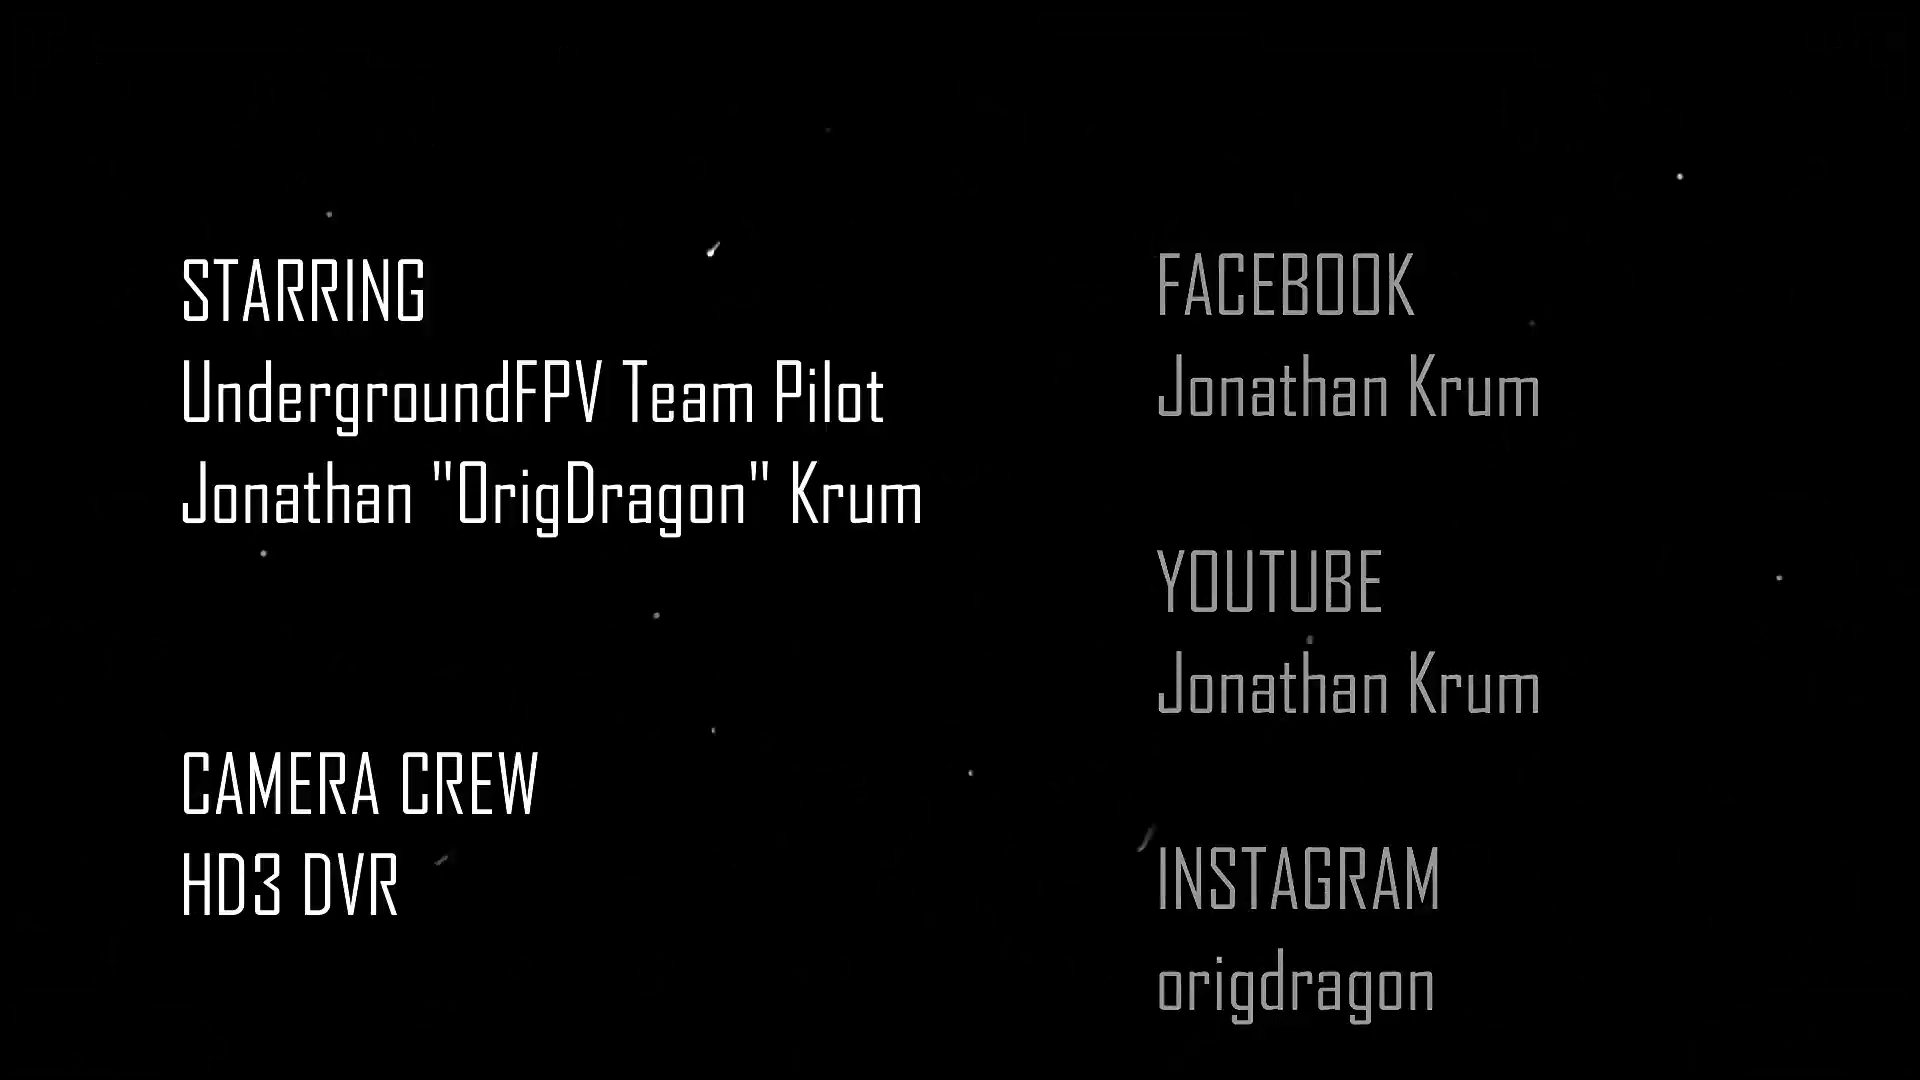 STARRING
UndergroundFPV Team Pilot
Jonathan "OrigDragon" Krum
CAMERA CREW
HD3 DVR
FACEBOOK
Jonathan Krum
YOUTUBE
Jonathan Krum
INSTAGRAM
origdragon